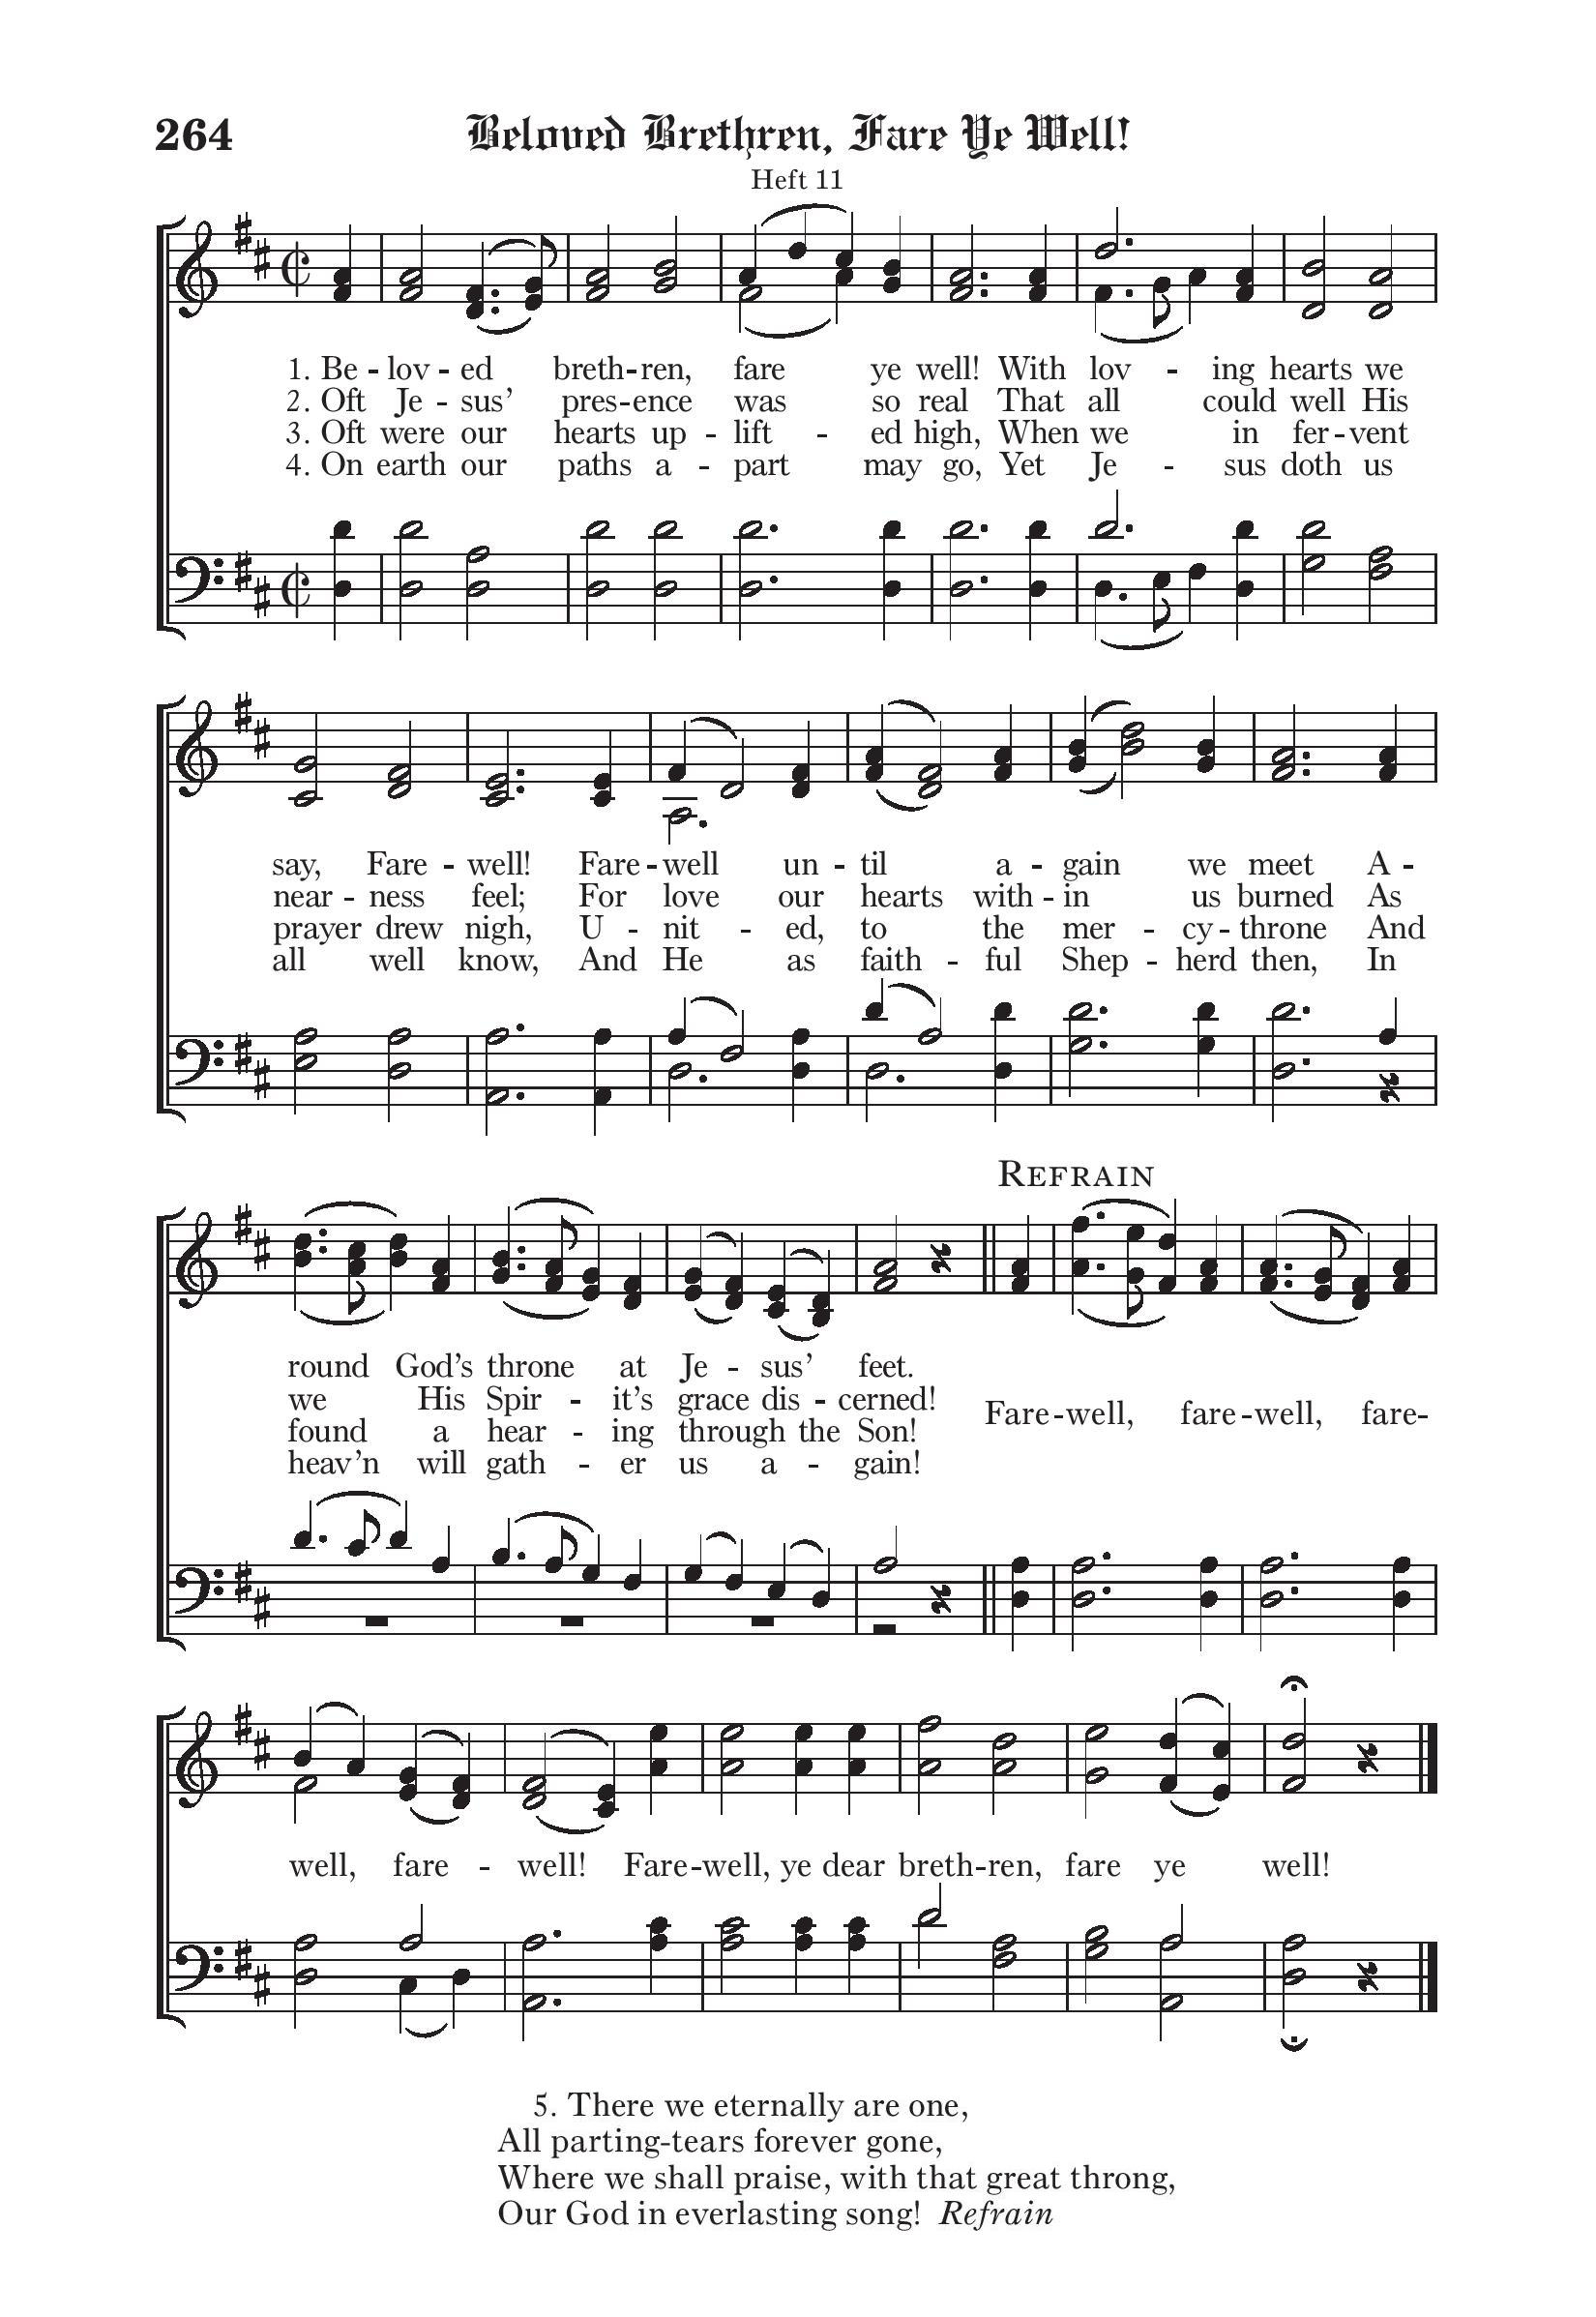 264 Beloved Brethren, Fare Ye Well!
Heft 11
1. Be - lov - ed breth - ren, fare ye well! With lov - ing hearts we
2. Oft Je - sus’ pres - ence was so real That all could well His
3. Oft were our hearts up - lift - ed high, When we in fer - vent
4. On earth our paths a - part may go, Yet Je - sus doth us
say, Fare - well! Fare - well un - til a - gain we meet A -
near - ness feel; For love our hearts with - in us burned As
prayer drew nigh, U - nit - ed, to the mer - cy - throne And
all well know, And He as faith - ful Shep - herd then, In
REFRAIN
round God’s throne at Je - sus’ feet.
we His Spir - it’s grace dis - cerned!
Fare - well, fare - well, fare -
found a hear - ing through the Son!
heav’n will gath - er us a - gain!
well, fare - well! Fare - well, ye dear breth - ren, fare ye well!
5. There we eternally are one,
All parting-tears forever gone,
Where we shall praise, with that great throng,
Our God in everlasting song! Refrain